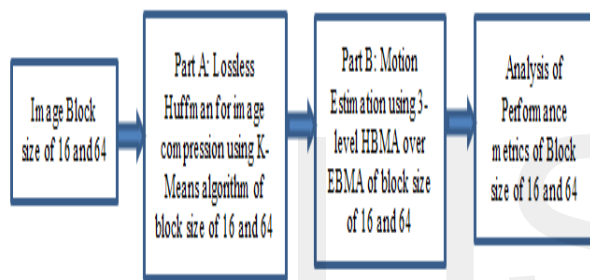 Image Block
size of 16 and 64
Part A: Lossless
Huffman for image
compression using K-
Means algorithm of
block size of 16 and 64
Part B: Motion
Estimation using 3-
level HBMA over
EBMA of block size
of 16 and 64
Analysis of
Performance
metrics of Block
size of 16 and 64